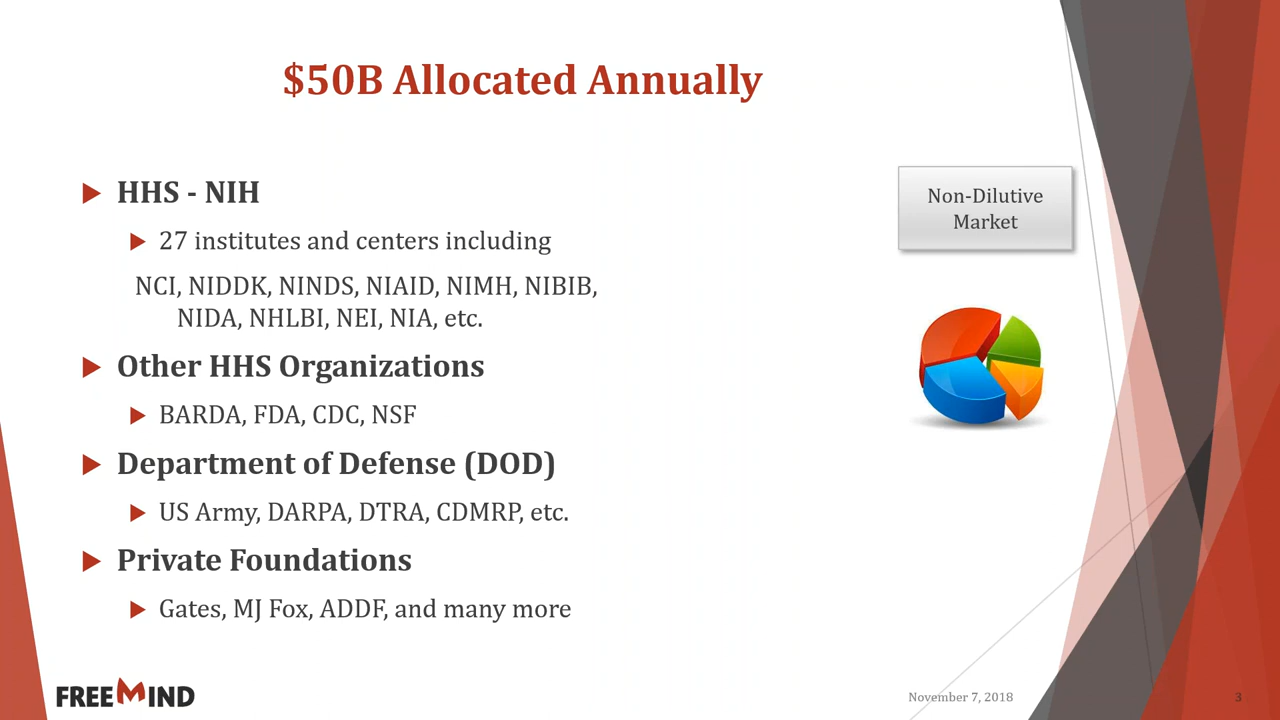 $50B Allocated Annually
HHS - NIH
27 institutes and centers including
NCI, NIDDK, NINDS, NIAID, NIMH, NIBIB,
NIDA, NHLBI, NEI, NIA, etc.
Other HHS Organizations
BARDA, FDA, CDC, NSF
Department of Defense (DOD)
US Army, DARPA, DTRA, CDMRP, etc.
Private Foundations
Gates, MJ Fox, ADDF, and many more
Non-Dilutive
Market
FREEMIND
November 7, 2018
3